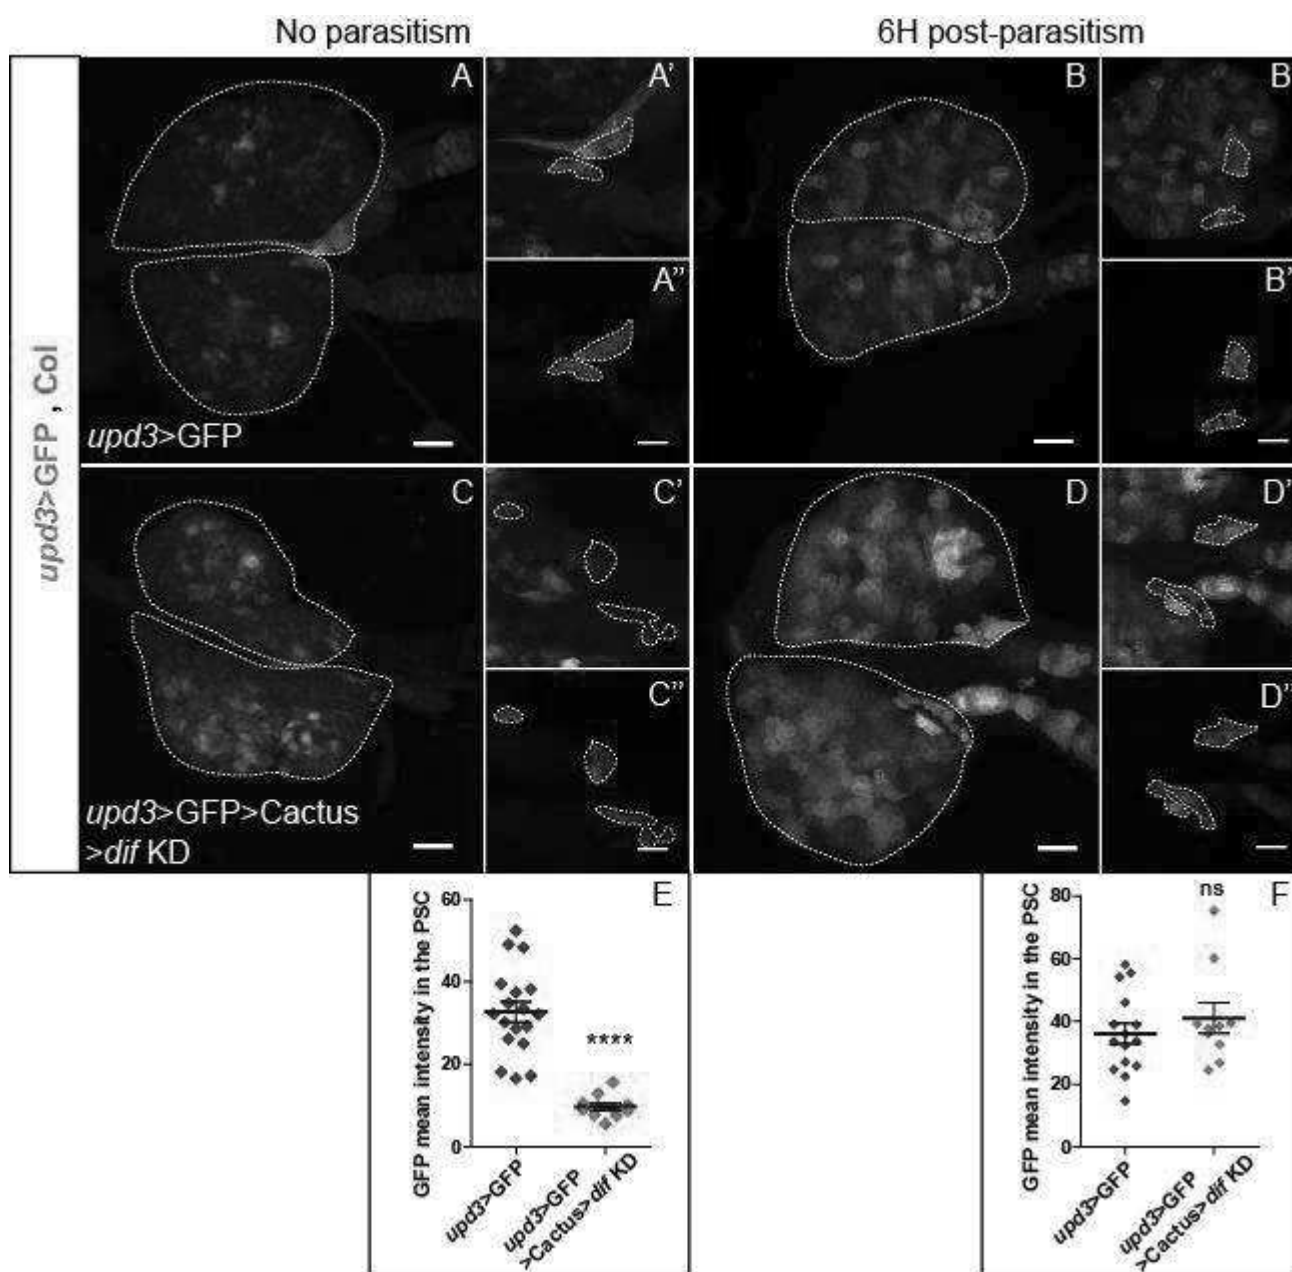 No parasitism
6H post-parasitism
upd3>GFP , Col
A
A'
A''
upd3>GFP
B
B'
B''
C
C'
C''
upd3>GFP>Cactus
>dif KD
D
D'
D''
E
GFP mean intensity in the PSC
60
40
20
0
****
upd3>GFP
upd3>GFP
>Cactus>dif KD
F
GFP mean intensity in the PSC
80
60
40
20
0
ns
upd3>GFP
upd3>GFP
>Cactus>dif KD